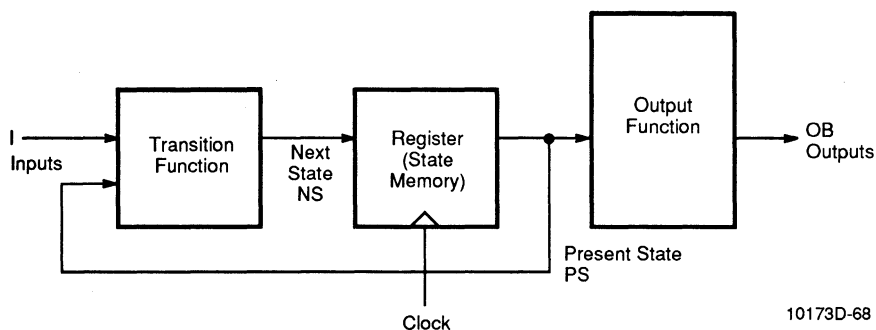 I
Inputs
Transition
Function
Next
State
NS
Register
(State
Memory)
Output
Function
OB
Outputs
Present State
PS
Clock
10173D-68